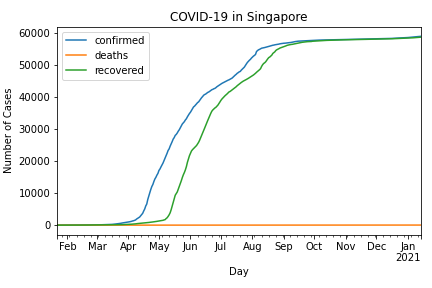 COVID-19 in Singapore
confirmed
deaths
recovered
Number of Cases
60000
50000
40000
30000
20000
10000
0
Feb Mar Apr May Jun Jul Aug Sep Oct Nov Dec Jan
2021
Day